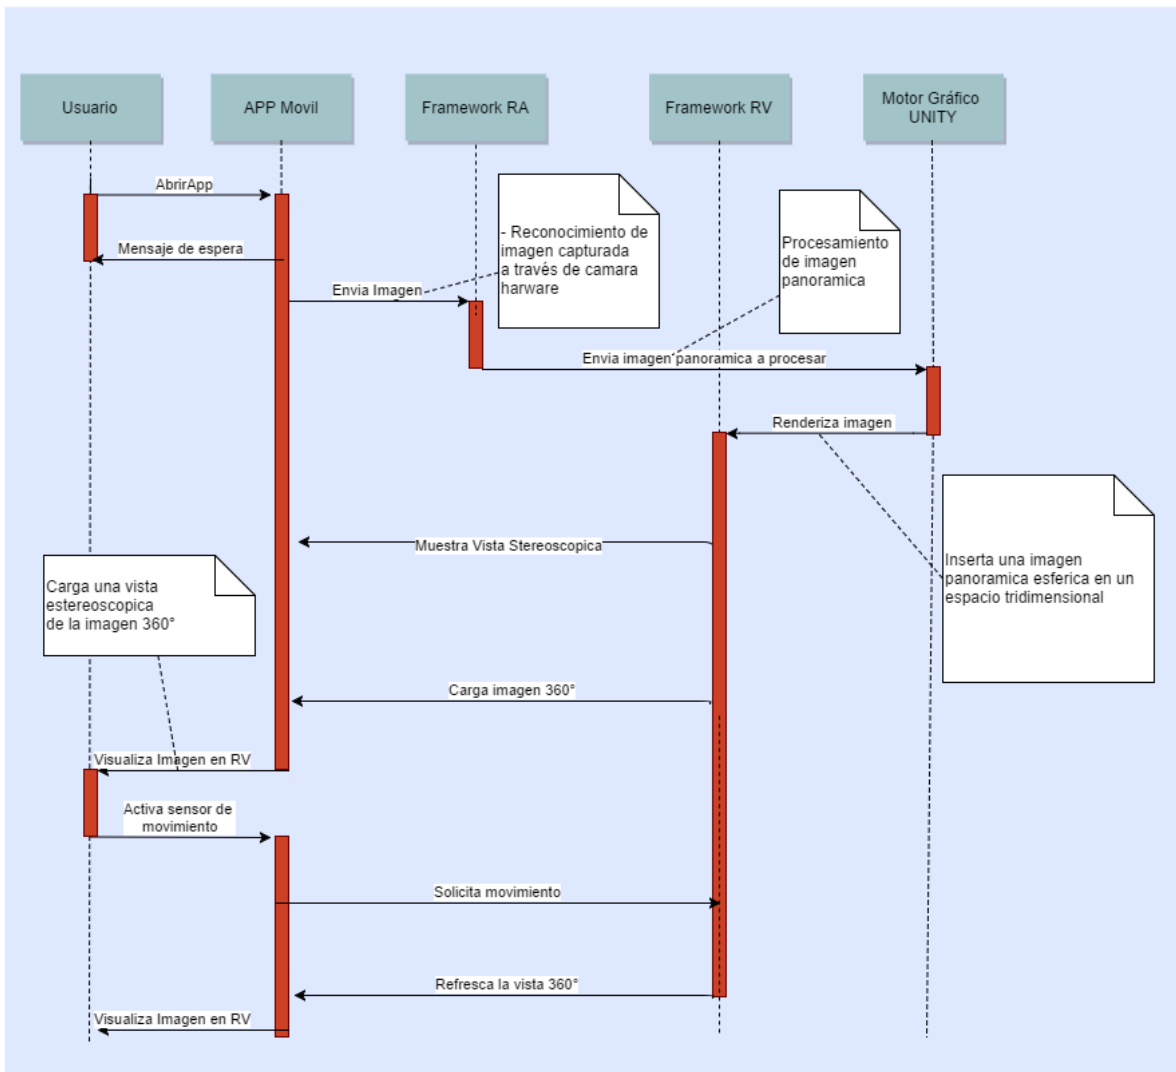 Usuario
APP Movil
Framework RA
Framework RV
Motor Gráfico
UNITY
AbrirApp
Mensaje de espera
- Reconocimiento de
imagen capturada
a través de camara
harware
Procesamiento
de imagen
panoramica
Envia Imagen
Envia imagen panoramica a procesar
Renderiza imagen
Inserta una imagen
panoramica esferica en un
espacio tridimensional
Muestra Vista Stereoscopica
Carga una vista
estereoscopica
de la imagen 360°
Carga imagen 360°
Visualiza Imagen en RV
Activa sensor de
movimiento
Solicita movimiento
Refresca la vista 360°
Visualiza Imagen en RV